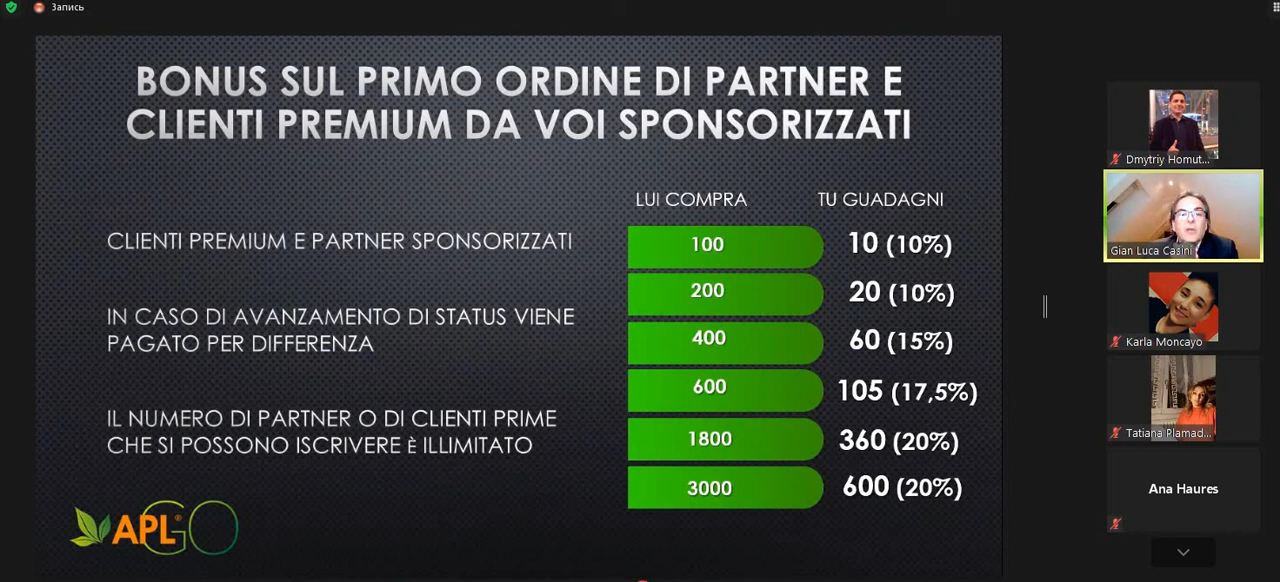 Запись
BONUS SUL PRIMO ORDINE DI PARTNER E
CLIENTI PREMIUM DA VOI SPONSORIZZATI
LUI COMPRA TU GUADAGNI
CLIENTI PREMIUM E PARTNER SPONSORIZZATI
100 10 (10%)
200 20 (10%)
IN CASO DI AVANZAMENTO DI STATUS VIENE
PAGATO PER DIFFERENZA
400 60 (15%)
600 105 (17,5%)
IL NUMERO DI PARTNER O DI CLIENTI PRIME
CHE SI POSSONO ISCRIVERE È ILLIMITATO
1800 360 (20%)
3000 600 (20%)
APL® GO
Dmytriy Homut...
Gian Luca Casini
Karla Moncayo
Tatiana Plamad...
Ana Haures